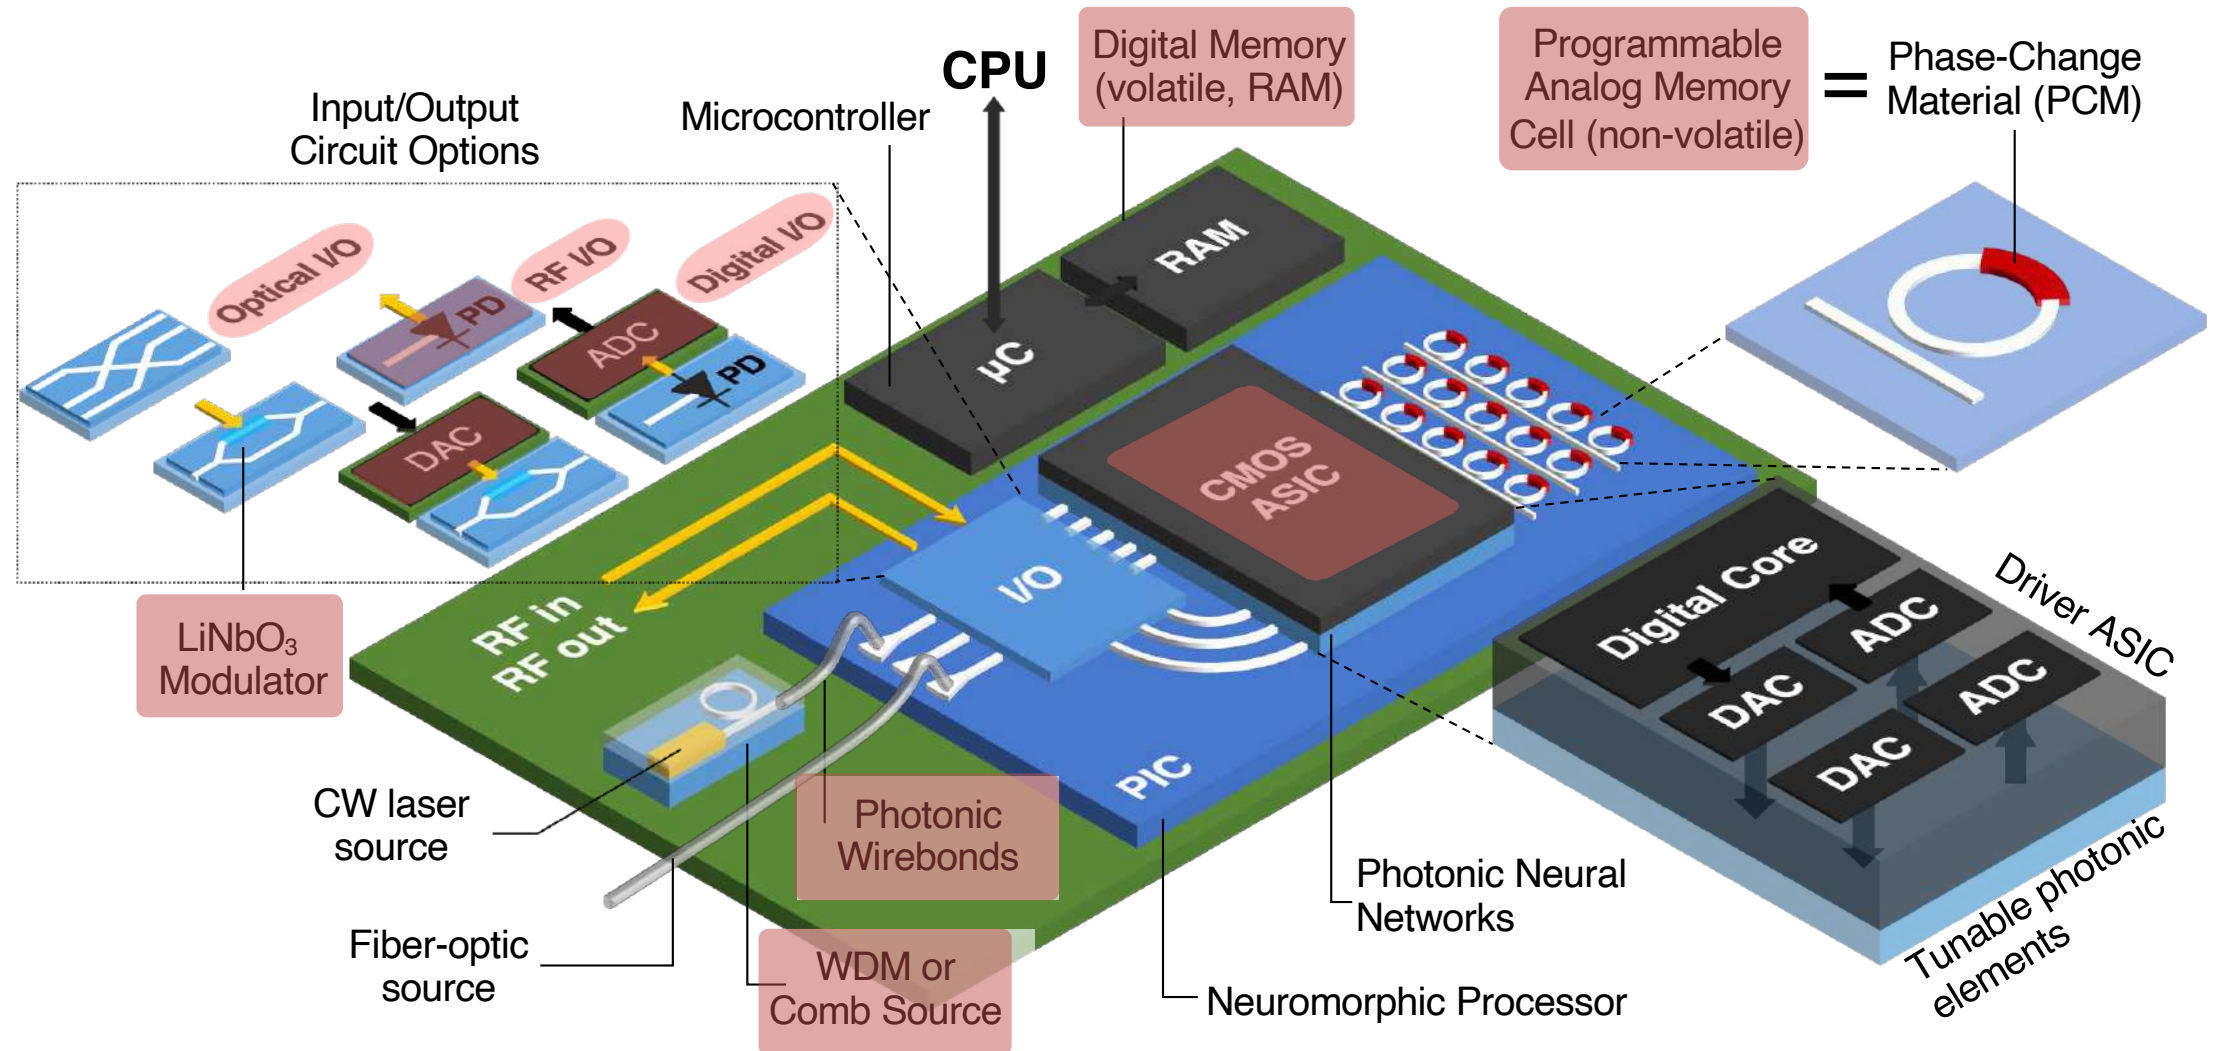 Input/Output
Circuit Options
Microcontroller
CPU
Digital Memory
(volatile, RAM)
Programmable
Analog Memory
Cell (non-volatile)
=
Phase-Change
Material (PCM)
Optical I/O
RF I/O
Digital I/O
PD
ADC
PD
DAC
LiNbO₃
Modulator
RAM
µC
CMOS
ASIC
I/O
RF in
RF out
PIC
Digital Core
ADC
DAC
ADC
DAC
Driver ASIC
Tunable photonic
elements
CW laser
source
Photonic
Wirebonds
Fiber-optic
source
WDM or
Comb Source
Photonic Neural
Networks
Neuromorphic Processor